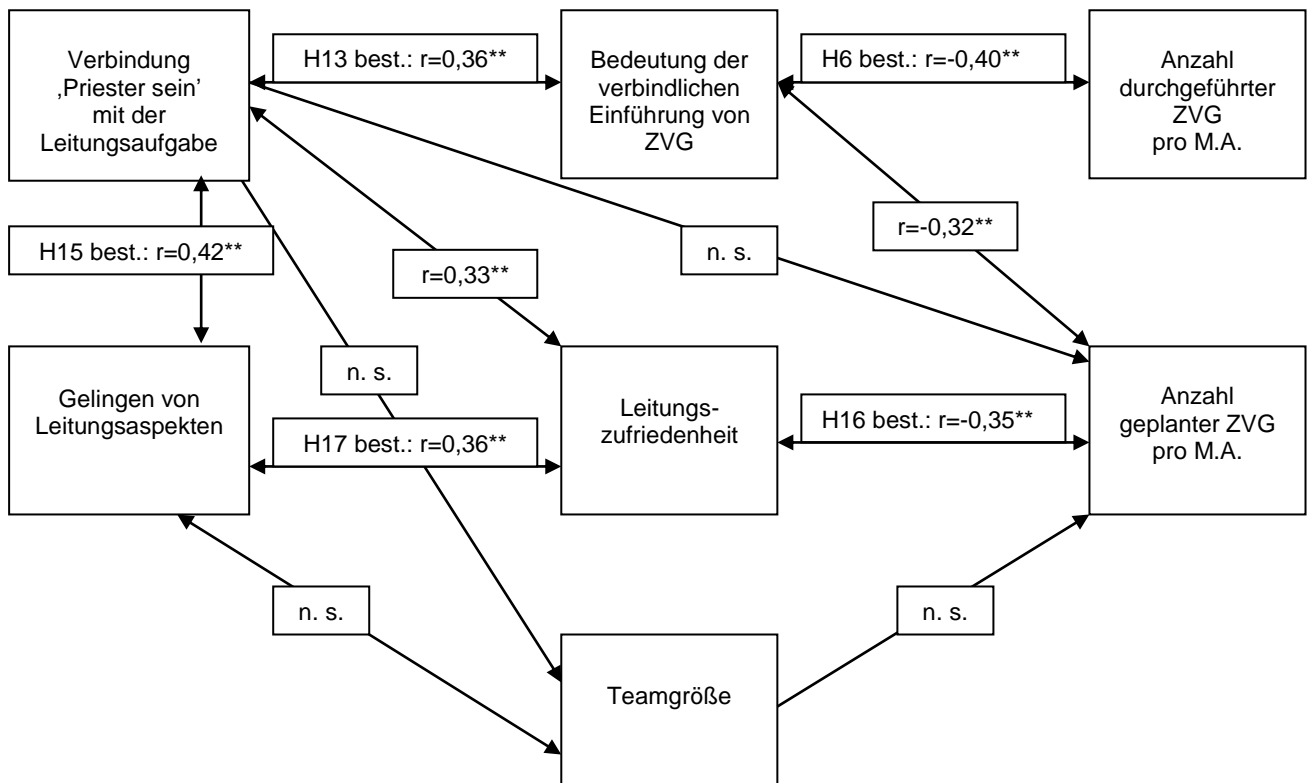 Verbindung
‚Priester sein’
mit der
Leitungsaufgabe
H13 best.: r=0,36**
Bedeutung der
verbindlichen
Einführung von
ZVG
H6 best.: r=-0,40**
Anzahl
durchgeführter
ZVG
pro M.A.
H15 best.: r=0,42**
r=0,33**
n. s.
r=-0,32**
n. s.
Gelingen von
Leitungsaspekten
H17 best.: r=0,36**
Leitungs-
zufriedenheit
H16 best.: r=-0,35**
Anzahl
geplanter ZVG
pro M.A.
n. s.
n. s.
Teamgröße